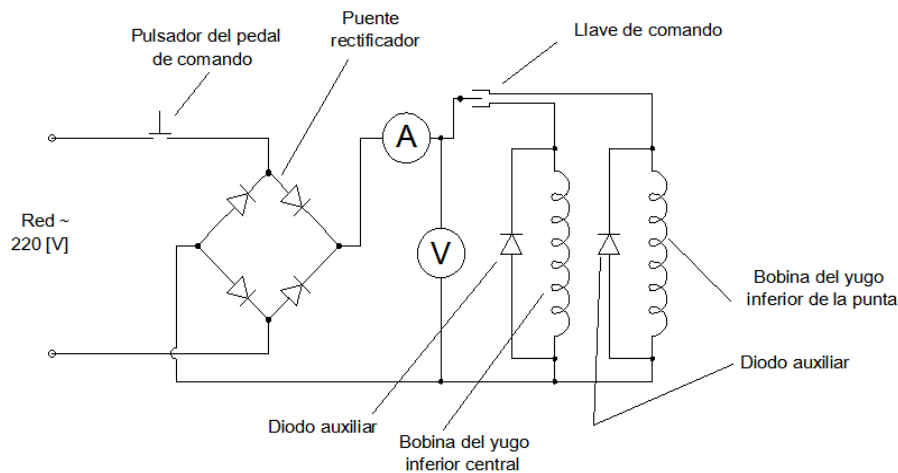 Puente
rectificador
Pulsador del pedal
de comando
Llave de comando
A
Red ~
220 [V]
V
Bobina del yugo
inferior de la punta
Diodo auxiliar
Diodo auxiliar
Bobina del yugo
inferior central